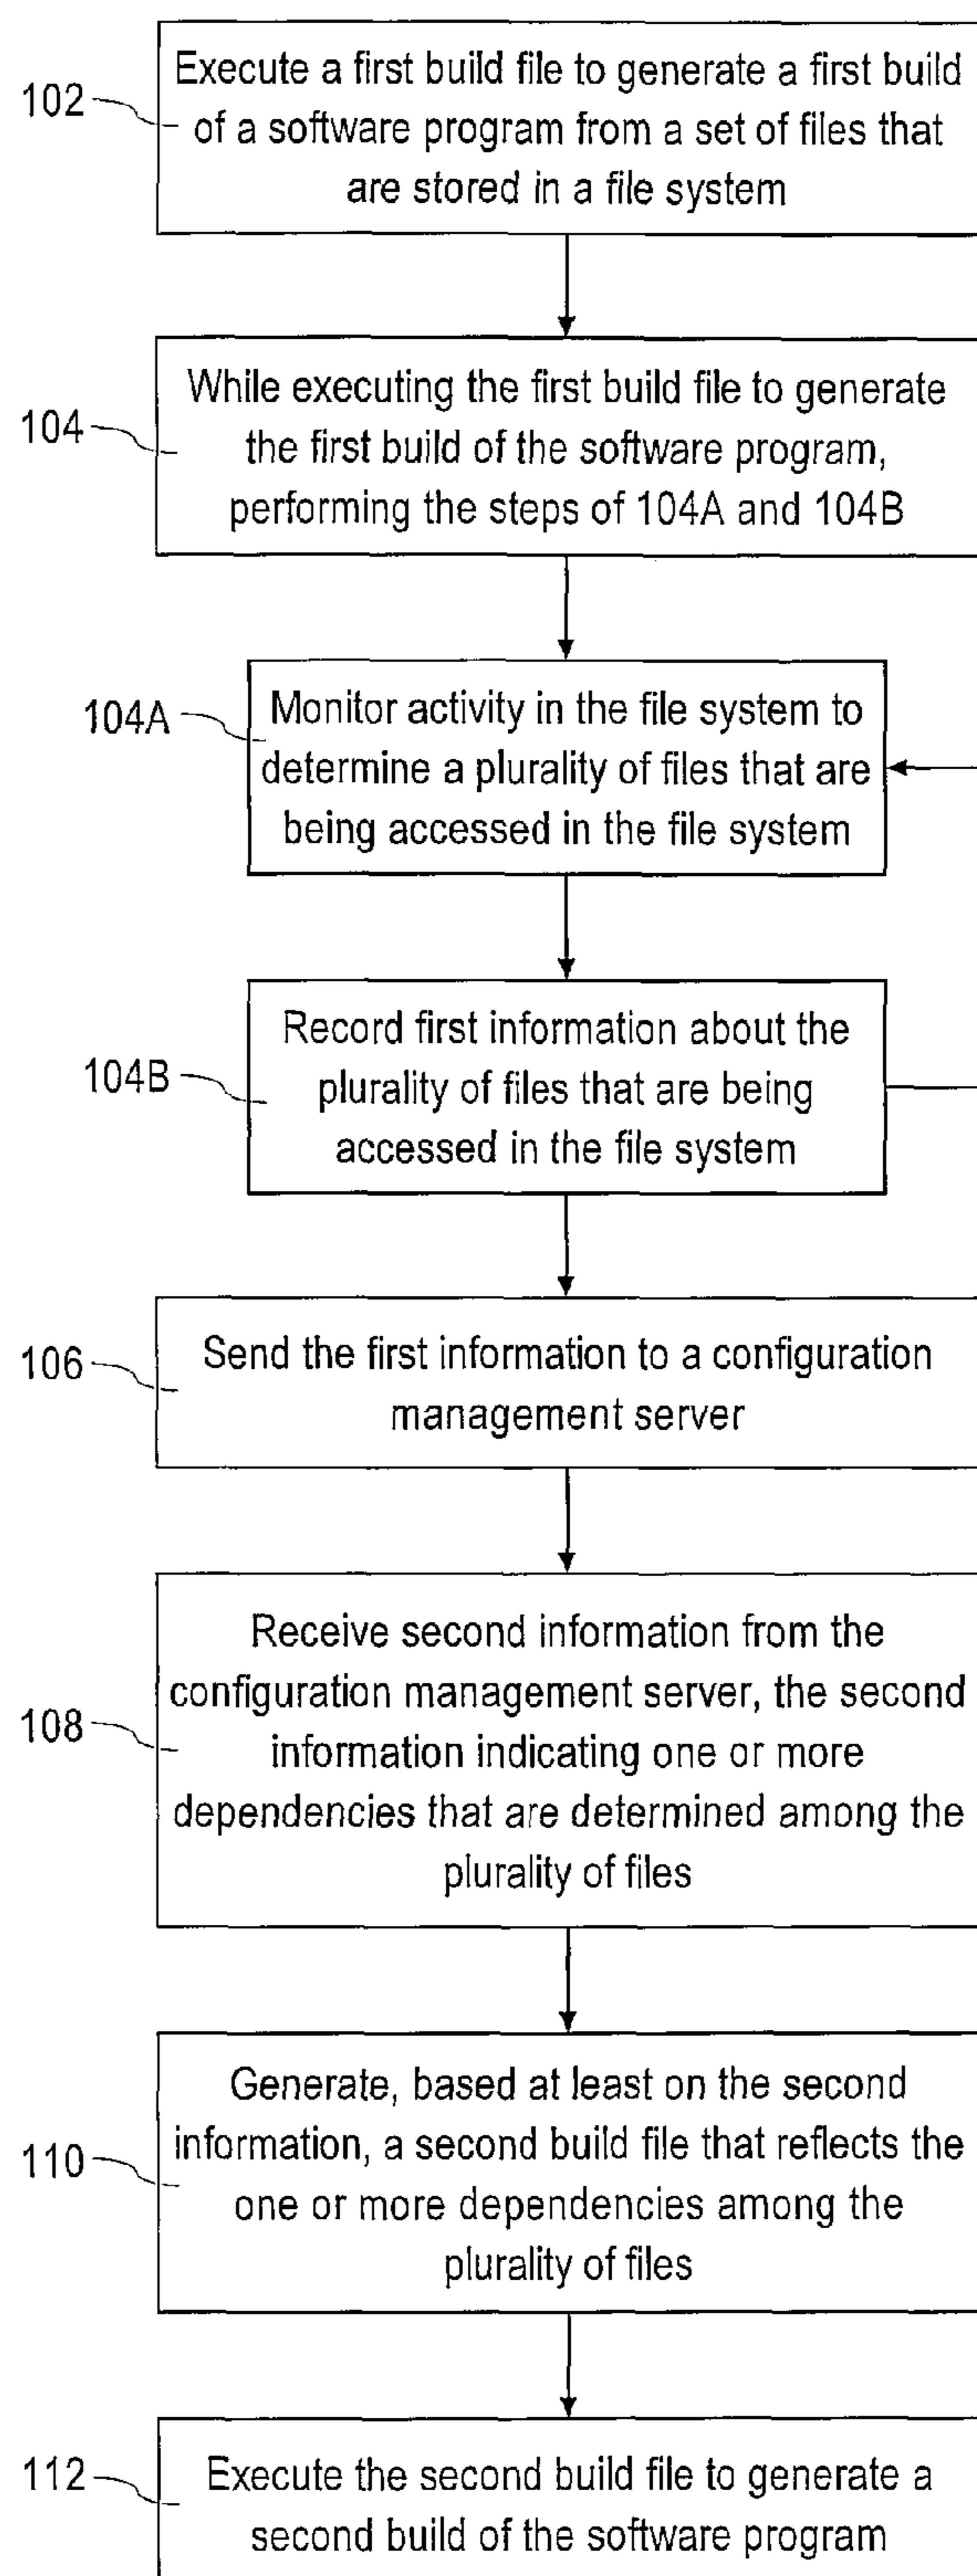 102
Execute a first build file to generate a first build
of a software program from a set of files that
are stored in a file system
104
While executing the first build file to generate
the first build of the software program,
performing the steps of 104A and 104B
104A
Monitor activity in the file system to
determine a plurality of files that are
being accessed in the file system
104B
Record first information about the
plurality of files that are being
accessed in the file system
106
Send the first information to a configuration
management server
108
Receive second information from the
configuration management server, the second
information indicating one or more
dependencies that are determined among the
plurality of files
110
Generate, based at least on the second
information, a second build file that reflects the
one or more dependencies among the
plurality of files
112
Execute the second build file to generate a
second build of the software program